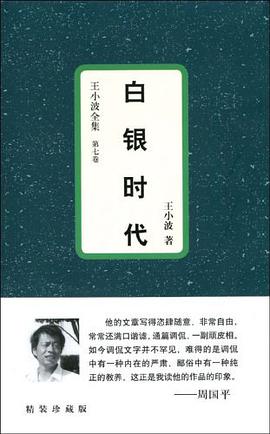 王小波全集 第七卷
白银时代
王小波 著
他的文章写得恣肆随意，非常自由，
常常还满口谐谑，通篇调侃，一副顽皮相。
如今调侃文字并不罕见，难得的是调侃
中有一种内在的严肃，鄙俗中有一种纯
正的教养，这正是我读他的作品的印象。
——周国平
精装珍藏版